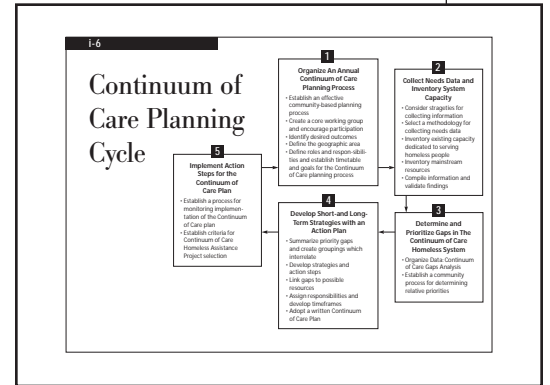 i-6
Continuum of
Care Planning
Cycle
1
Organize An Annual
Continuum of Care
Planning Process
• Establish an effective
community-based planning
process
• Create a core working group
and encourage participation
• Identify desired outcomes
• Define the geographic area
• Define roles and respon-sibili-
ties and establish timetable
and goals for the Continuum
of Care planning process
2
Collect Needs Data and
Inventory System
Capacity
• Consider strageties for
collecting information
• Select a methodology for
collecting needs data
• Inventory existing capacity
dedicated to serving
homeless people
• Inventory mainstream
resources
• Compile information and
validate findings
3
Determine and
Prioritize Gaps in The
Continuum of Care
Homeless System
• Organize Data: Continuum
of Care Gaps Analysis
• Establish a community
process for determining
relative priorities
4
Develop Short-and Long-
Term Strategies with an
Action Plan
• Summarize priority gaps
and create groupings which
interrelate
• Develop strategies and
action steps
• Link gaps to possible
resources
• Assign responsibilities and
develop timeframes
• Adopt a written Continuum
of Care Plan
5
Implement Action
Steps for the
Continuum of
Care Plan
• Establish a process for
monitoring implemen-
tation of the Continuum
of Care plan
• Establish criteria for
Continuum of Care
Homeless Assistance
Project selection